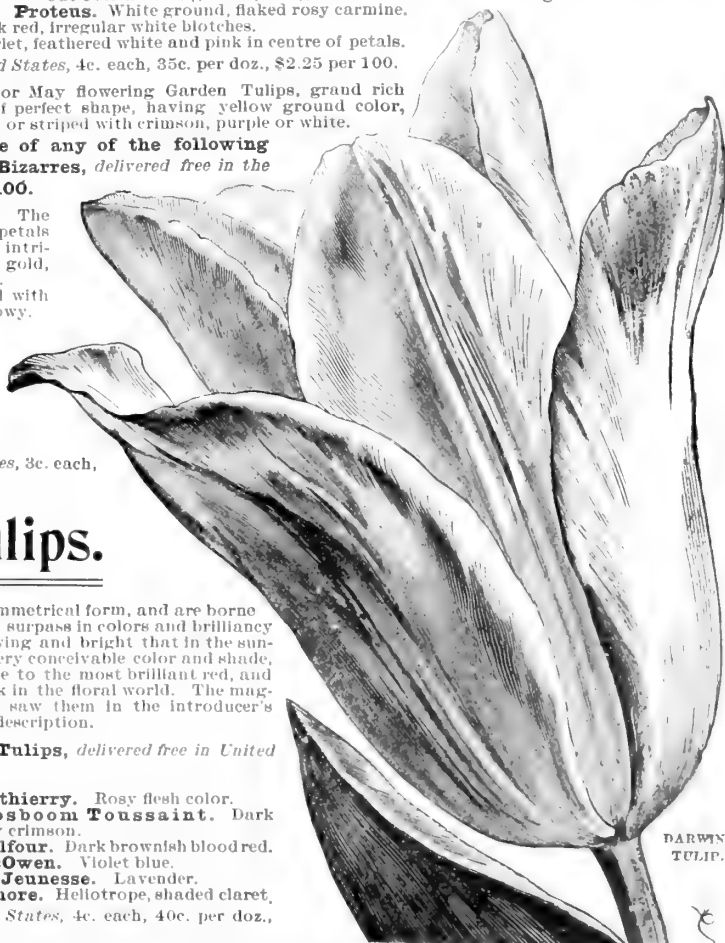 Proteus. White ground, flaked rosy carmine.
k red, irregular white blotches.
let, feathered white and pink in centre of petals.
d States, 4c. each, 35c. per doz., $2.25 per 100.
or May flowering Garden Tulips, grand rich
f perfect shape, having yellow ground color,
or striped with crimson, purple or white.
e of any of the following
Bizarres, delivered free in the
.00.
The
petals
intri-
gold,
l with
owy.
es, 3c. each,
lips.
mmetrical form, and are borne
surpass in colors and brilliancy
ving and bright that in the sun-
ery conceivable color and shade,
e to the most brilliant red, and
k in the floral world. The mag-
saw them in the introducer's
description.
Tulips, delivered free in United
thierry. Rosy flesh color.
osboom Toussaint. Dark
crimson.
lfour. Dark brownish blood red.
Owen. Violet blue.
Jeunesse. Lavender.
more. Heliotrope, shaded claret.
States, 4c. each, 40c. per doz.,
DARWIN
TULIP.